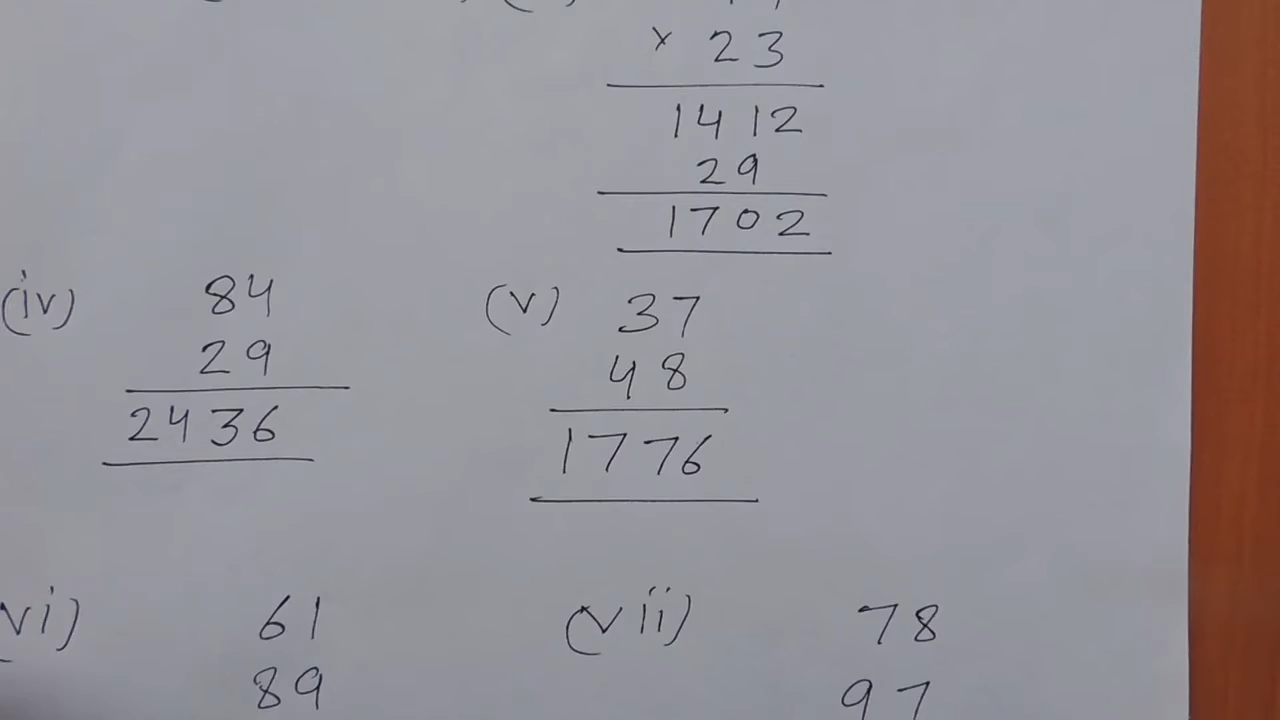 × 23
1412
29
1702
(iv) 84
29
2436
(v) 37
48
1776
vi) 61
89
(vii) 78
97